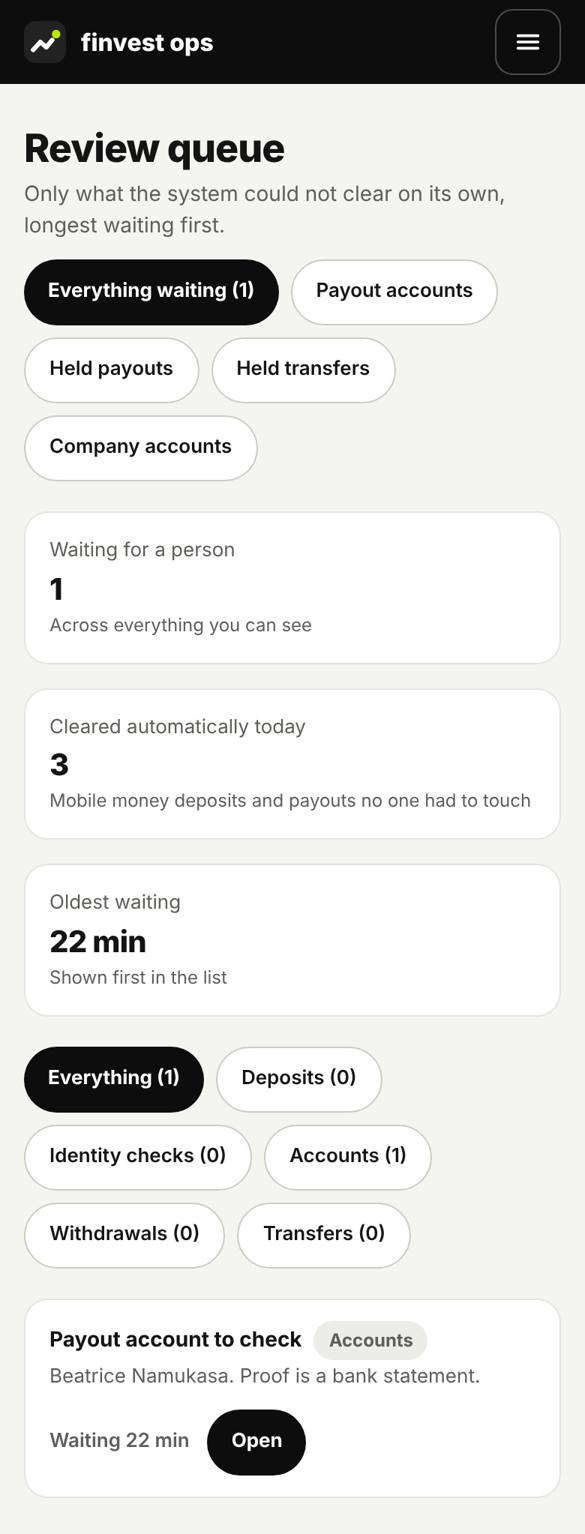 finvest ops
Review queue
Only what the system could not clear on its own,
longest waiting first.
Everything waiting (1)
Payout accounts
Held payouts
Held transfers
Company accounts
Waiting for a person
1
Across everything you can see
Cleared automatically today
3
Mobile money deposits and payouts no one had to touch
Oldest waiting
22 min
Shown first in the list
Everything (1)
Deposits (0)
Identity checks (0)
Accounts (1)
Withdrawals (0)
Transfers (0)
Payout account to check
Accounts
Beatrice Namukasa. Proof is a bank statement.
Waiting 22 min
Open